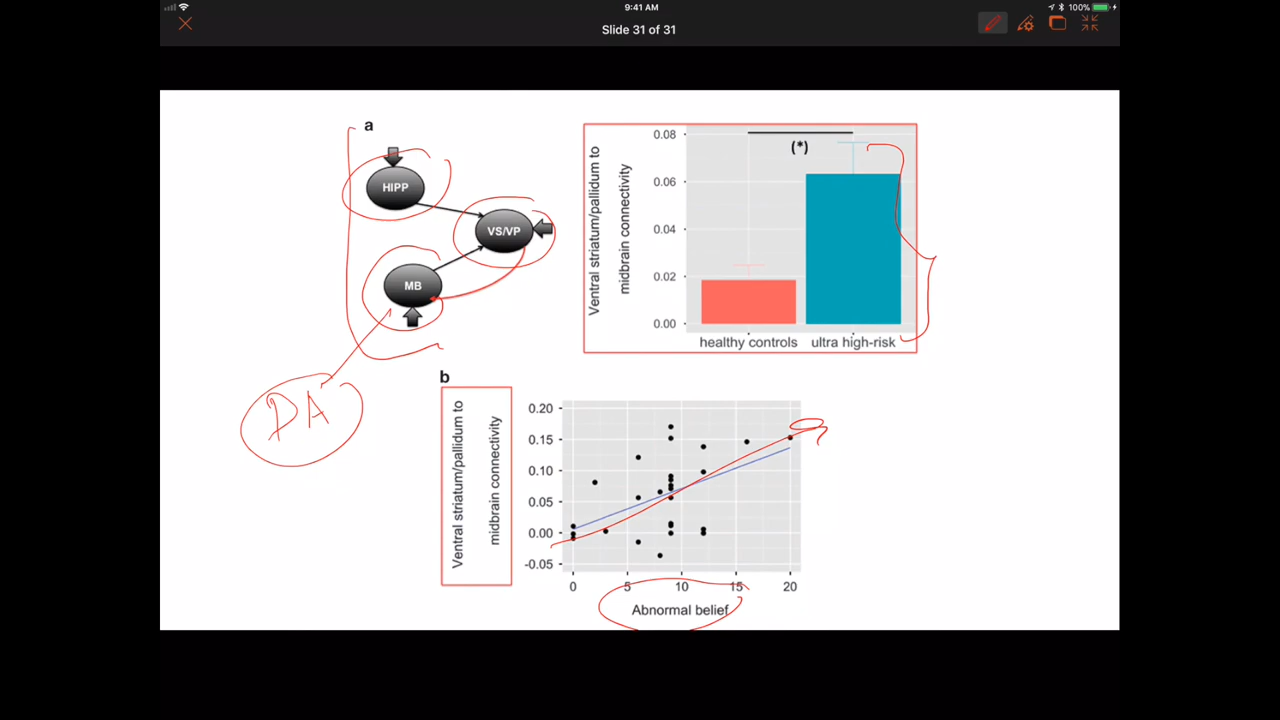 9:41 AM
100%
Slide 31 of 31
a
HIPP
VS/VP
MB
DA
Ventral striatum/pallidum to
midbrain connectivity
0.08
0.06
0.04
0.02
0.00
(*)
healthy controls
ultra high-risk
b
Ventral striatum/pallidum to
midbrain connectivity
0.20
0.15
0.10
0.05
0.00
-0.05
0 5 10 15 20
Abnormal belief